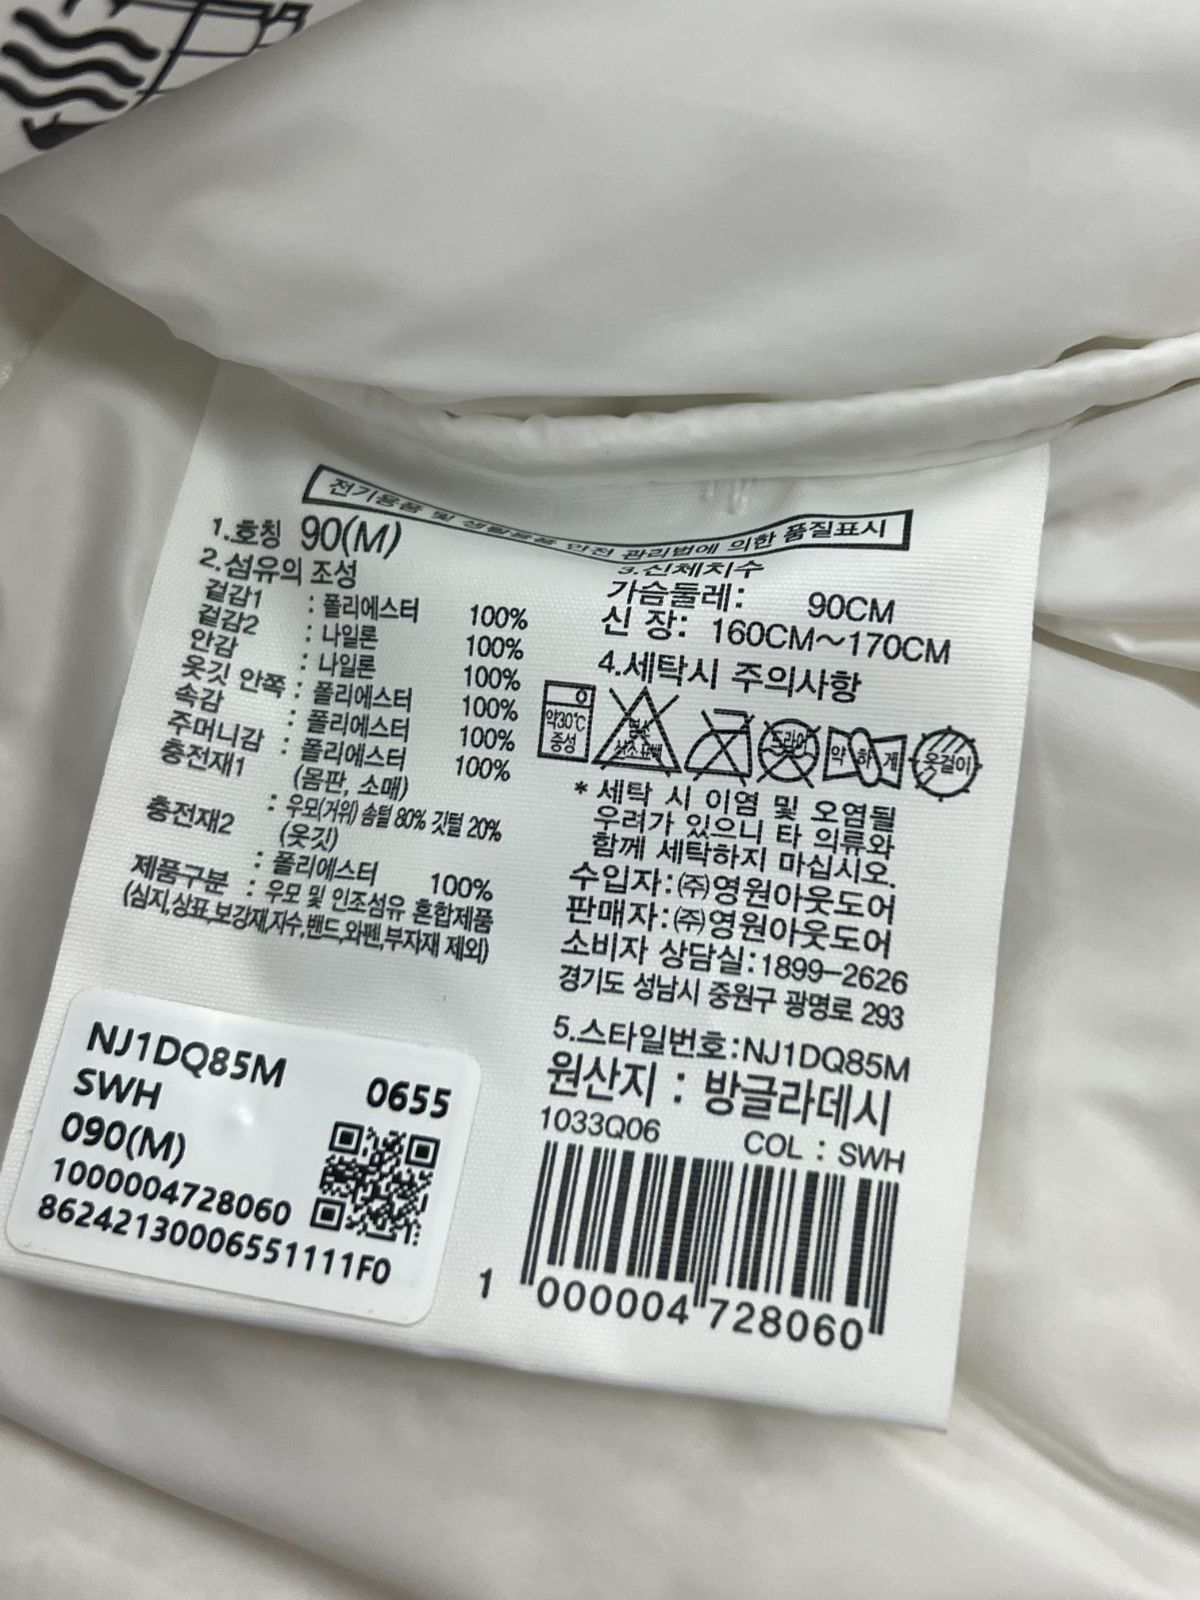 전기용품 및 생활용품 안전 관리법에 의한 품질표시
1.호칭 90(M)
2.섬유의 조성
겉감1 : 폴리에스터 100%
겉감2 : 나일론 100%
안감 : 나일론 100%
옷깃 안쪽 : 폴리에스터 100%
속감 : 폴리에스터 100%
주머니감 : 폴리에스터 100%
충전재1 (몸판, 소매)
: 우모(거위) 솜털 80% 깃털 20%
충전재2 (옷깃)
: 폴리에스터 100%
제품구분 : 우모 및 인조섬유 혼합제품
(심지,상표,보강재,자수,밴드,와펜,부자재 제외)
3.신체치수
가슴둘레: 90CM
신 장: 160CM~170CM
4.세탁시 주의사항
약30℃
중성
염소
산소표백
드라이
약 하 게
옷걸이
* 세탁 시 이염 및 오염될
우려가 있으니 타 의류와
함께 세탁하지 마십시오.
수입자:㈜영원아웃도어
판매자:㈜영원아웃도어
소비자 상담실:1899-2626
경기도 성남시 중원구 광명로 293
5.스타일번호:NJ1DQ85M
원산지 : 방글라데시
1033Q06 COL : SWH
1 000004 728060
NJ1DQ85M 0655
SWH
090(M)
1000004728060
86242130006551111F0